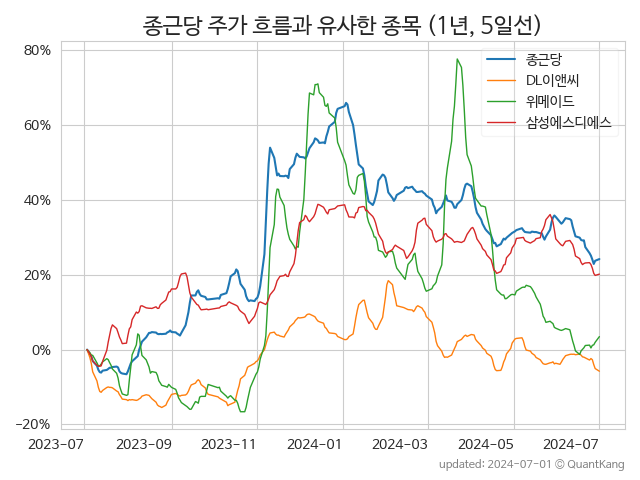 종근당 주가 흐름과 유사한 종목 (1년, 5일선)
80%
60%
40%
20%
0%
−20%
종근당
DL이앤씨
위메이드
삼성에스디에스
2023-07
2023-09
2023-11
2024-01
2024-03
2024-05
2024-07
updated: 2024-07-01 © QuantKang